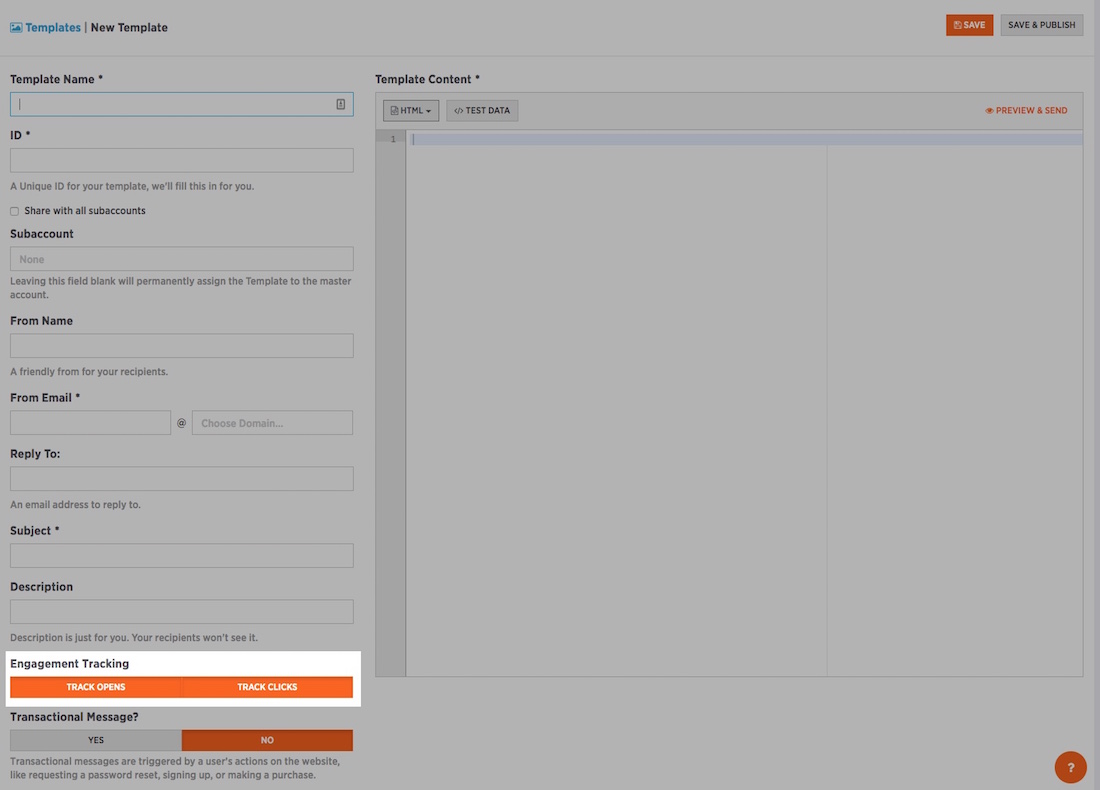 Templates | New Template
SAVE
SAVE & PUBLISH
Template Name *
ID *
A Unique ID for your template, we'll fill this in for you.
Share with all subaccounts
Subaccount
None
Leaving this field blank will permanently assign the Template to the master
account.
From Name
A friendly from for your recipients.
From Email *
@
Choose Domain...
Reply To:
An email address to reply to.
Subject *
Description
Description is just for you. Your recipients won't see it.
Engagement Tracking
TRACK OPENS
TRACK CLICKS
Transactional Message?
YES
NO
Transactional messages are triggered by a user's actions on the website,
like requesting a password reset, signing up, or making a purchase.
Template Content *
HTML
</> TEST DATA
PREVIEW & SEND
1
?